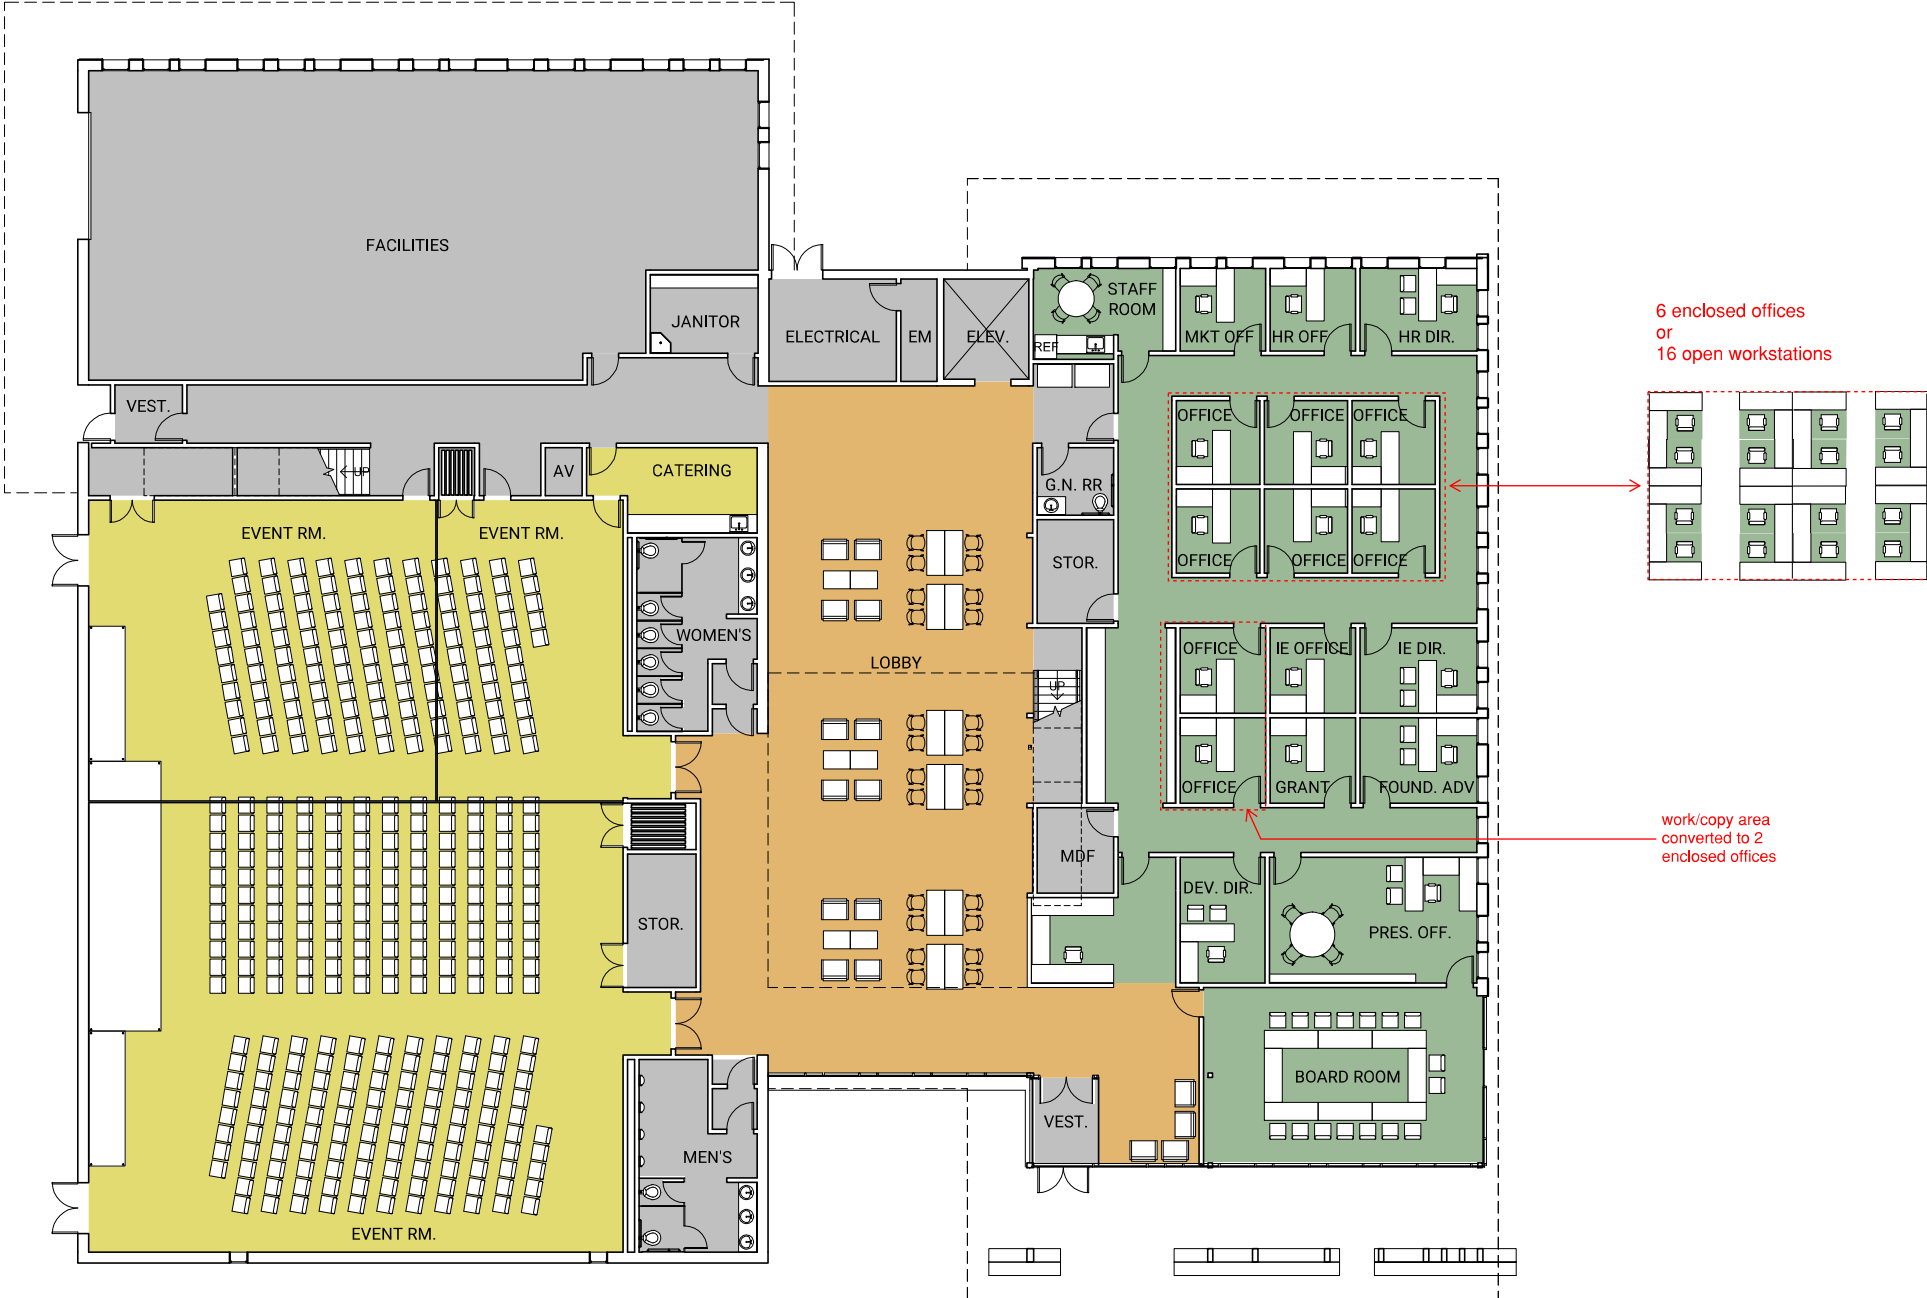 FACILITIES
JANITOR
ELECTRICAL
EM
ELEV.
STAFF
ROOM
REF
MKT OFF
HR OFF
HR DIR.
6 enclosed offices
or
16 open workstations
VEST.
UP
AV
CATERING
G.N. RR
OFFICE
OFFICE
OFFICE
OFFICE
OFFICE
OFFICE
EVENT RM.
EVENT RM.
STOR.
WOMEN'S
LOBBY
UP
OFFICE
IE OFFICE
IE DIR.
OFFICE
GRANT
FOUND. ADV
work/copy area
converted to 2
enclosed offices
MDF
DEV. DIR.
PRES. OFF.
STOR.
BOARD ROOM
VEST.
MEN'S
EVENT RM.